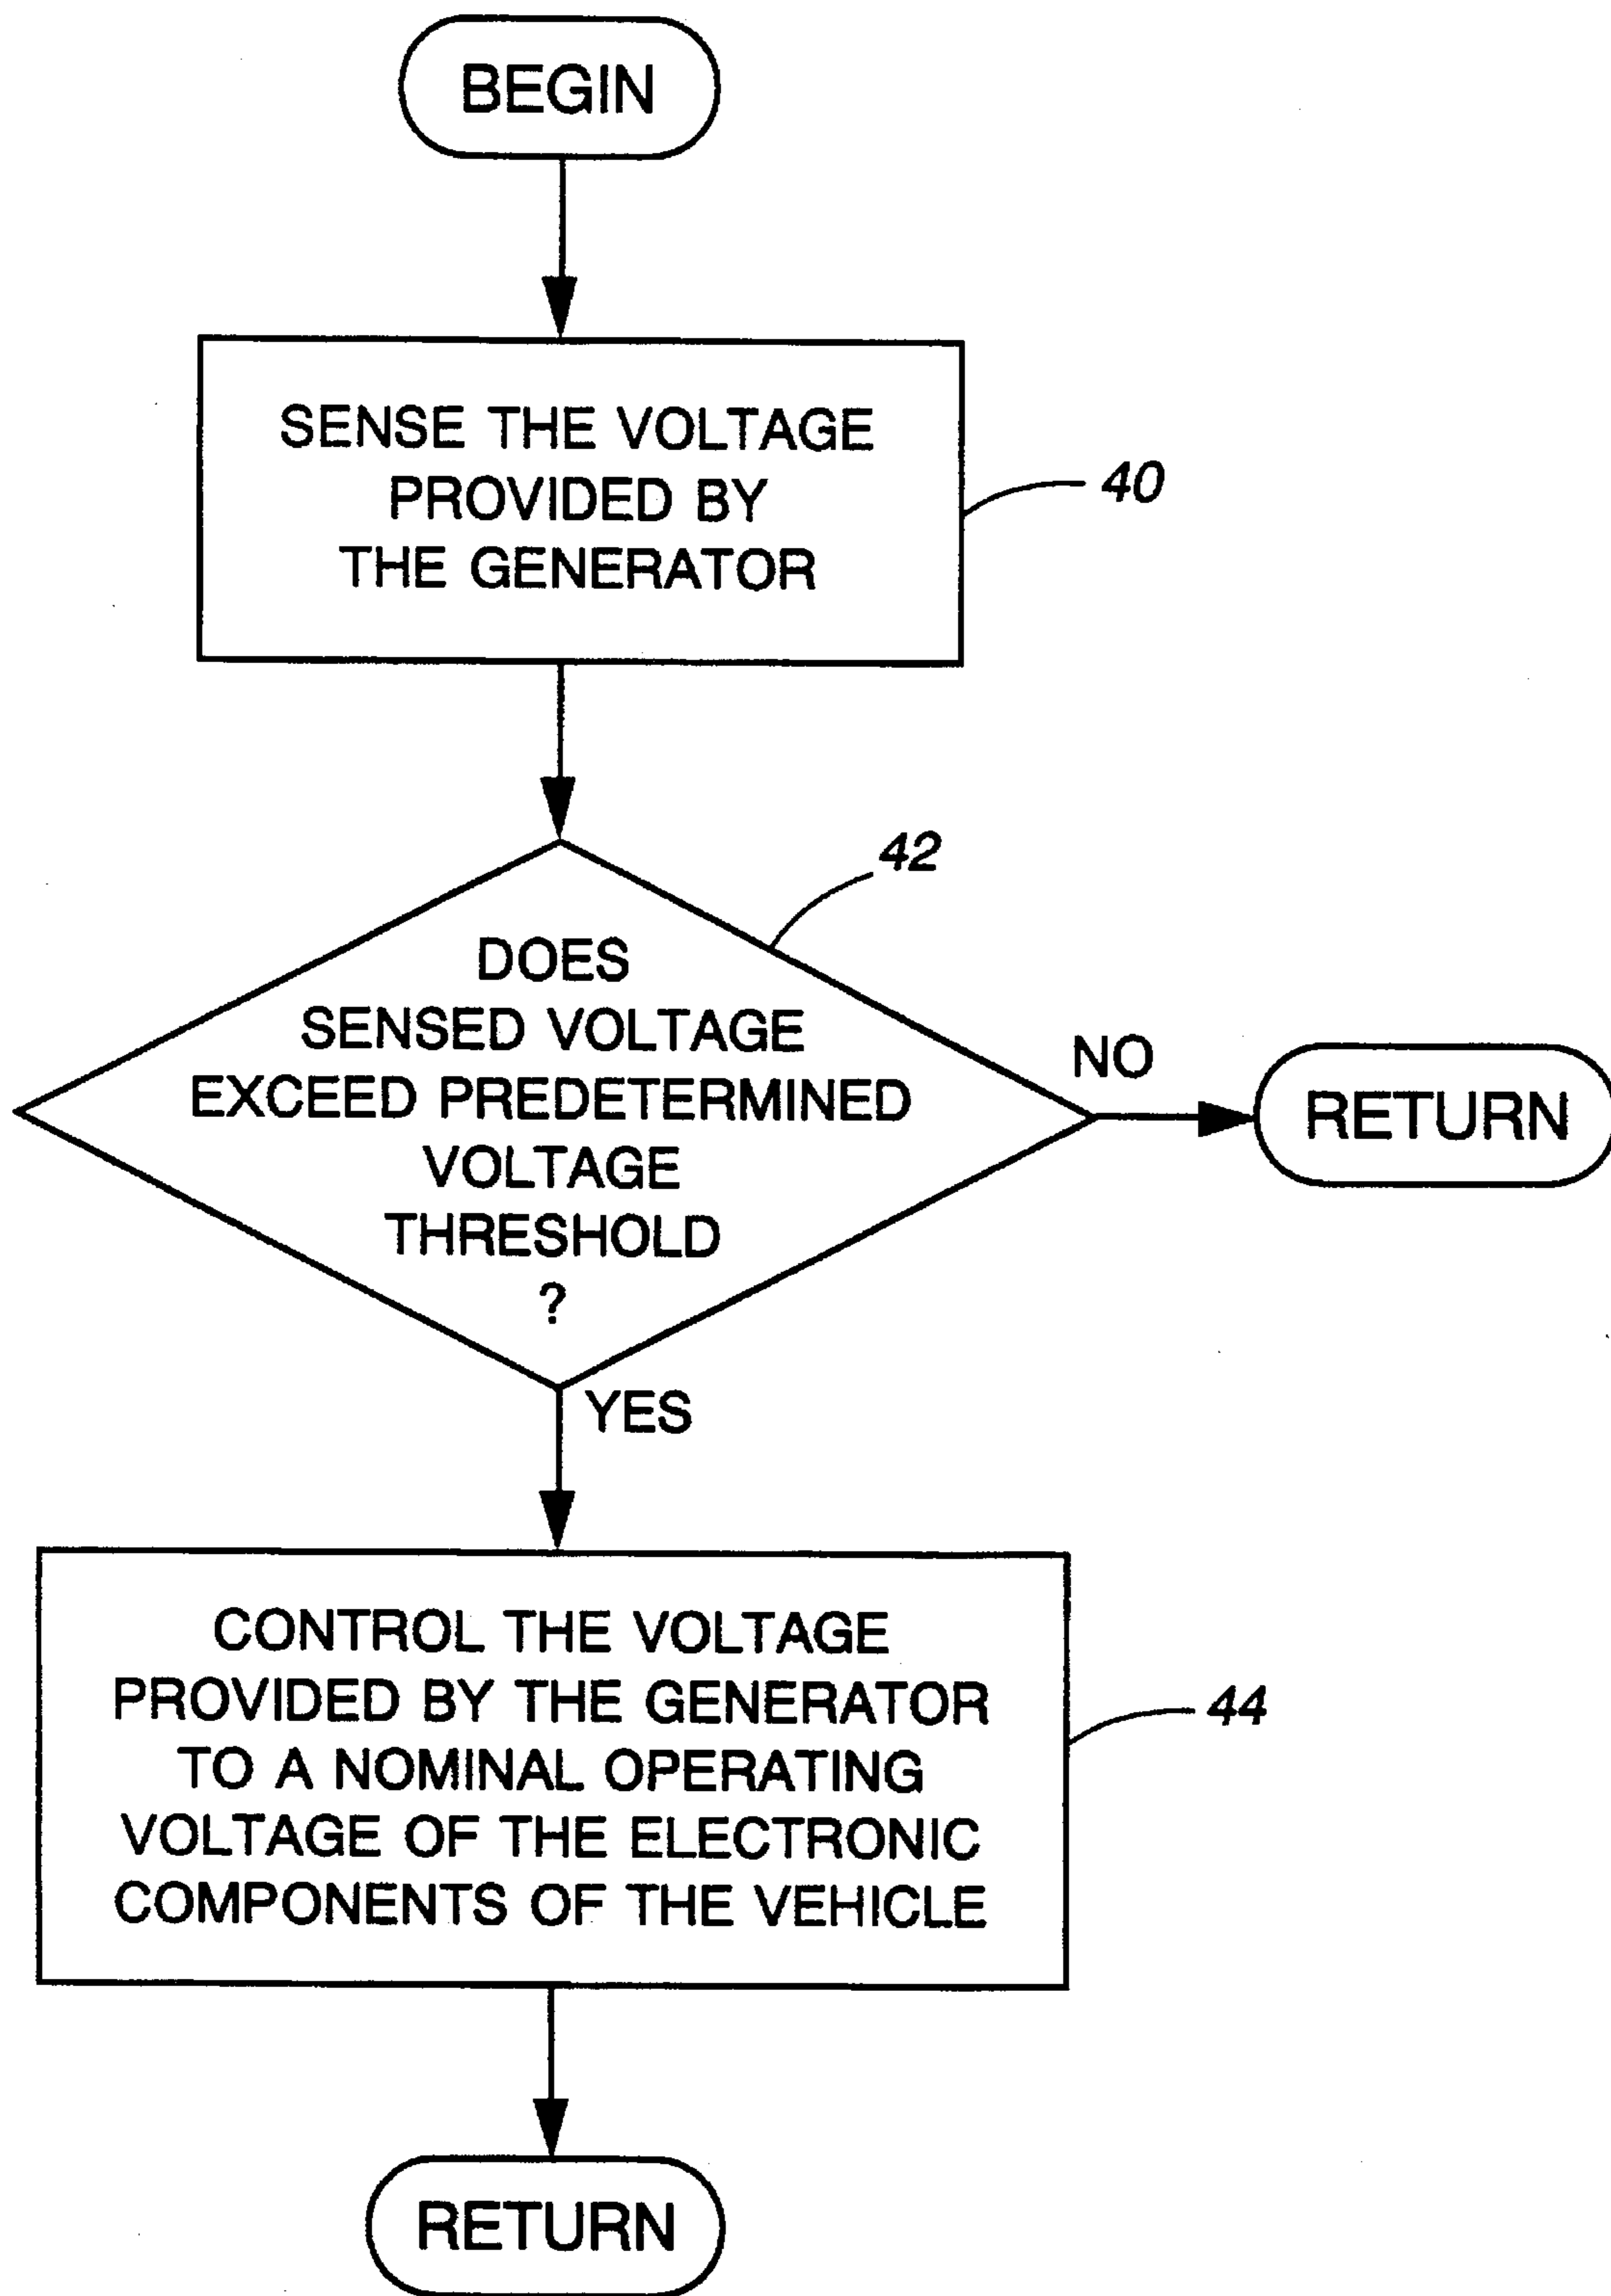 BEGIN
SENSE THE VOLTAGE
PROVIDED BY
THE GENERATOR
40
42
DOES
SENSED VOLTAGE
EXCEED PREDETERMINED
VOLTAGE
THRESHOLD
?
NO
RETURN
YES
CONTROL THE VOLTAGE
PROVIDED BY THE GENERATOR
TO A NOMINAL OPERATING
VOLTAGE OF THE ELECTRONIC
COMPONENTS OF THE VEHICLE
44
RETURN